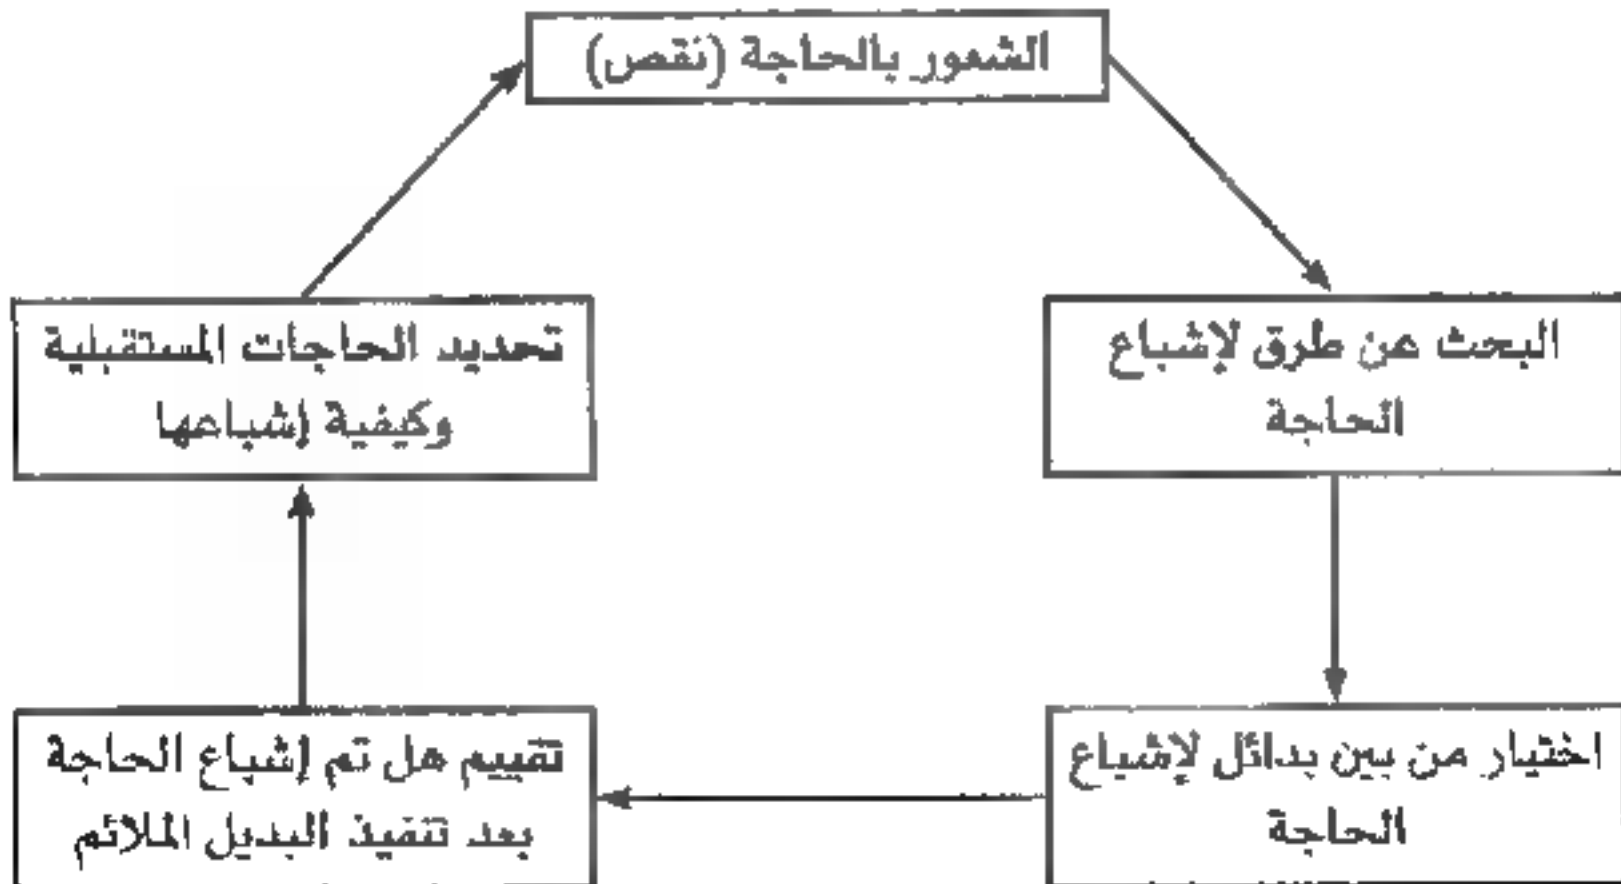 الشعور بالحاجة (نقص)
البحث عن طرق لإشباع
الحاجة
اختيار من بين بدائل لإشباع
الحاجة
تقييم هل تم إشباع الحاجة
بعد تنفيذ البديل الملائم
تحديد الحاجات المستقبلية
وكيفية إشباعها